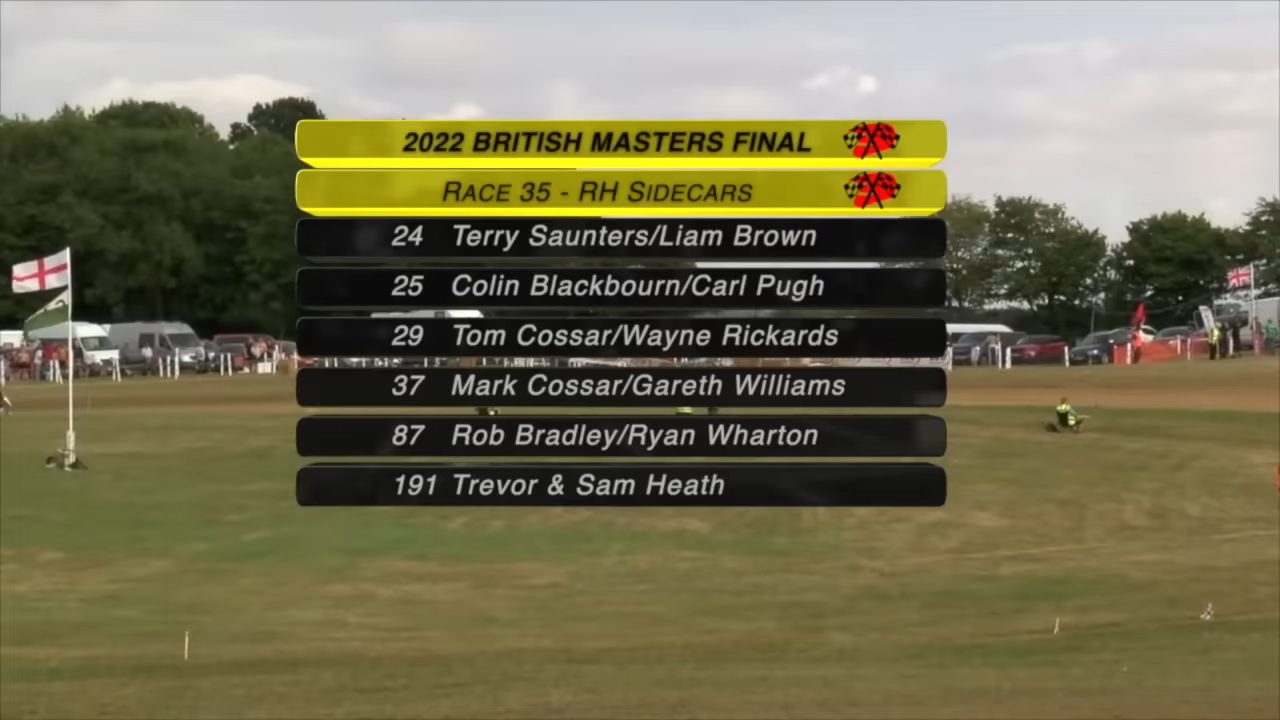 2022 BRITISH MASTERS FINAL
RACE 35 - RH SIDECARS
24 Terry Saunters/Liam Brown
25 Colin Blackbourn/Carl Pugh
29 Tom Cossar/Wayne Rickards
37 Mark Cossar/Gareth Williams
87 Rob Bradley/Ryan Wharton
191 Trevor & Sam Heath